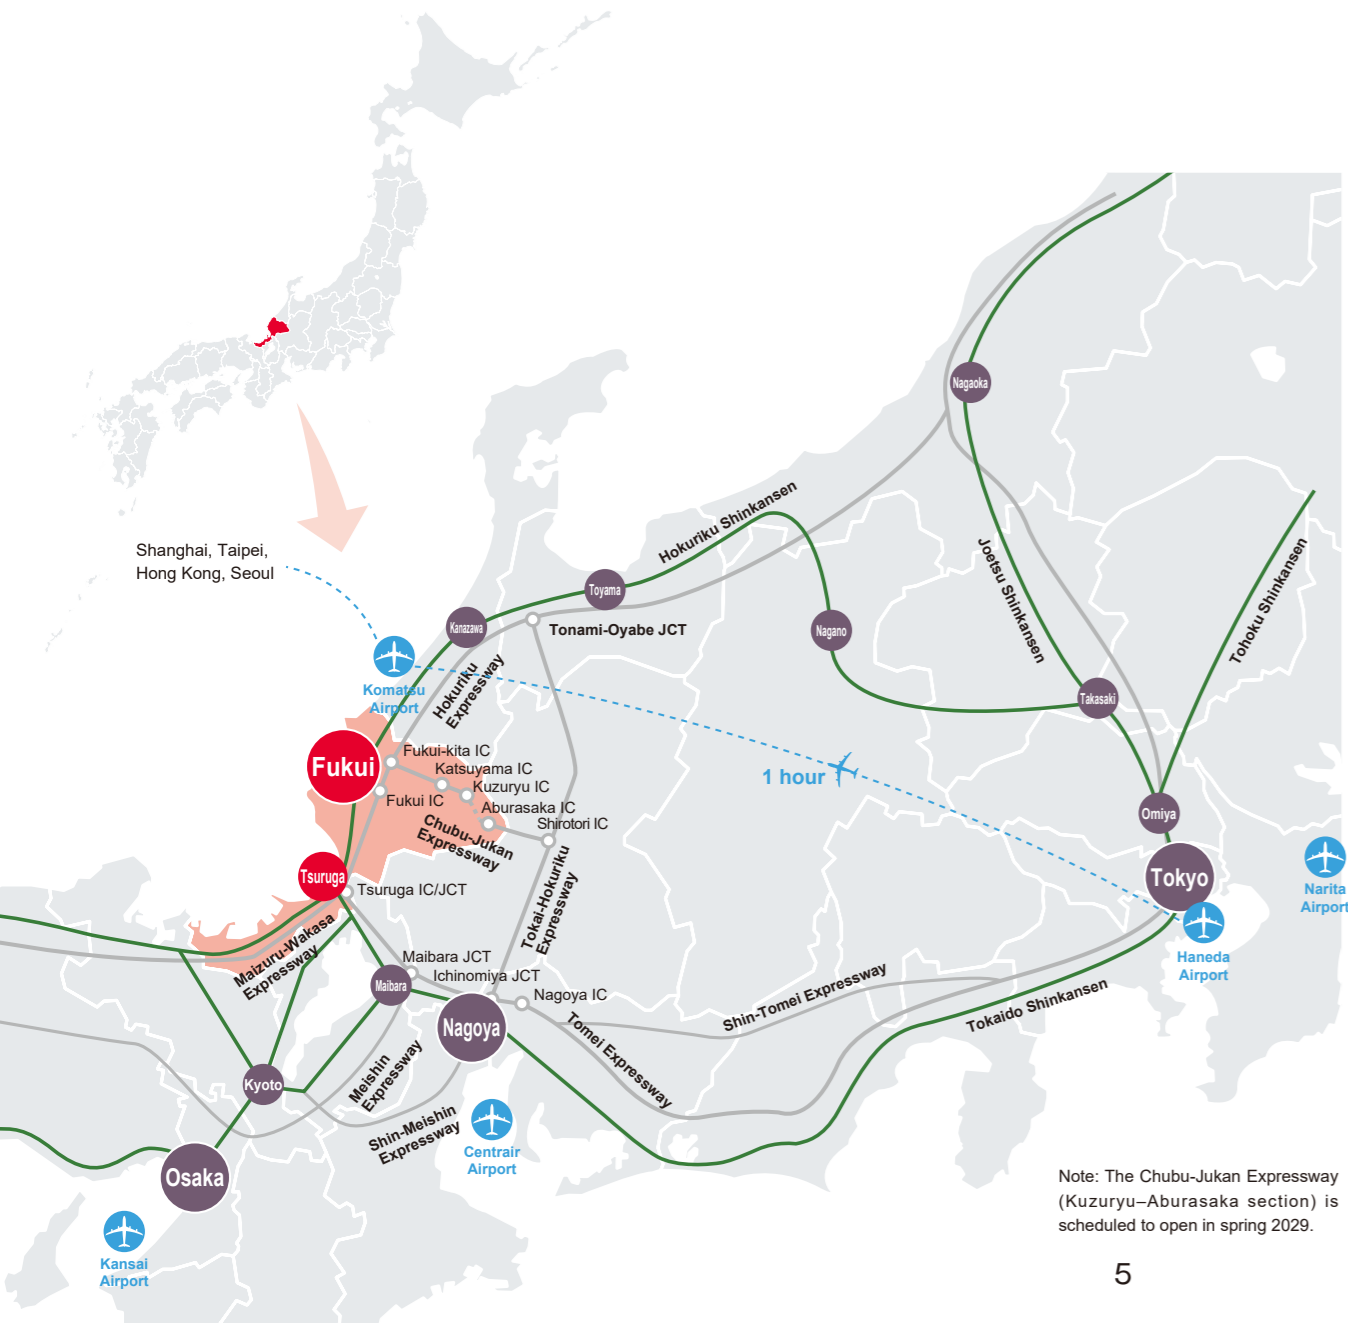 Nagaoka
Hokuriku Shinkansen
Joetsu Shinkansen
Tohoku Shinkansen
Shanghai, Taipei,
Hong Kong, Seoul
Toyama
Kanazawa
Tonami-Oyabe JCT
Nagano
Komatsu
Airport
Hokuriku
Expressway
Takasaki
Fukui
Fukui-kita IC
Katsuyama IC
Kuzuryu IC
Fukui IC
Aburasaka IC
Shirotori IC
Chubu-Jukan
Expressway
1 hour
Omiya
Tokyo
Narita
Airport
Haneda
Airport
Tsuruga
Tsuruga IC/JCT
Tokai-Hokuriku
Expressway
Maizuru-Wakasa
Expressway
Maibara JCT
Ichinomiya JCT
Maibara
Nagoya IC
Nagoya
Shin-Tomei Expressway
Tokaido Shinkansen
Tomei Expressway
Kyoto
Meishin
Expressway
Shin-Meishin
Expressway
Centrair
Airport
Osaka
Kansai
Airport
Note: The Chubu-Jukan Expressway
(Kuzuryu–Aburasaka section) is
scheduled to open in spring 2029.
5